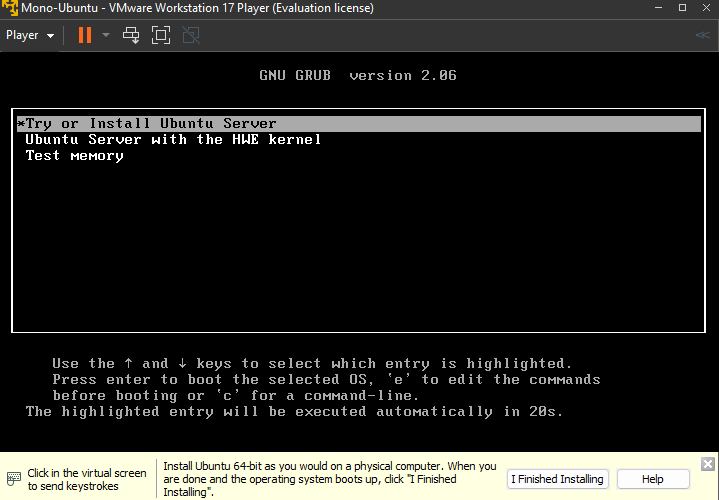 Mono-Ubuntu - VMware Workstation 17 Player (Evaluation license)
Player
GNU GRUB version 2.06
*Try or Install Ubuntu Server
Ubuntu Server with the HWE kernel
Test memory
Use the ↑ and ↓ keys to select which entry is highlighted.
Press enter to boot the selected OS, `e' to edit the commands
before booting or `c' for a command-line.
The highlighted entry will be executed automatically in 20s.
Click in the virtual screen
to send keystrokes
Install Ubuntu 64-bit as you would on a physical computer. When you
are done and the operating system boots up, click "I Finished
Installing".
I Finished Installing
Help